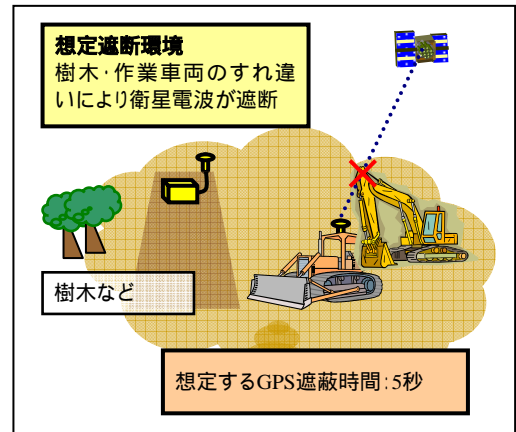 想定遮断環境
樹木・作業車両のすれ違
いにより衛星電波が遮断
樹木など
想定するGPS遮蔽時間：5秒